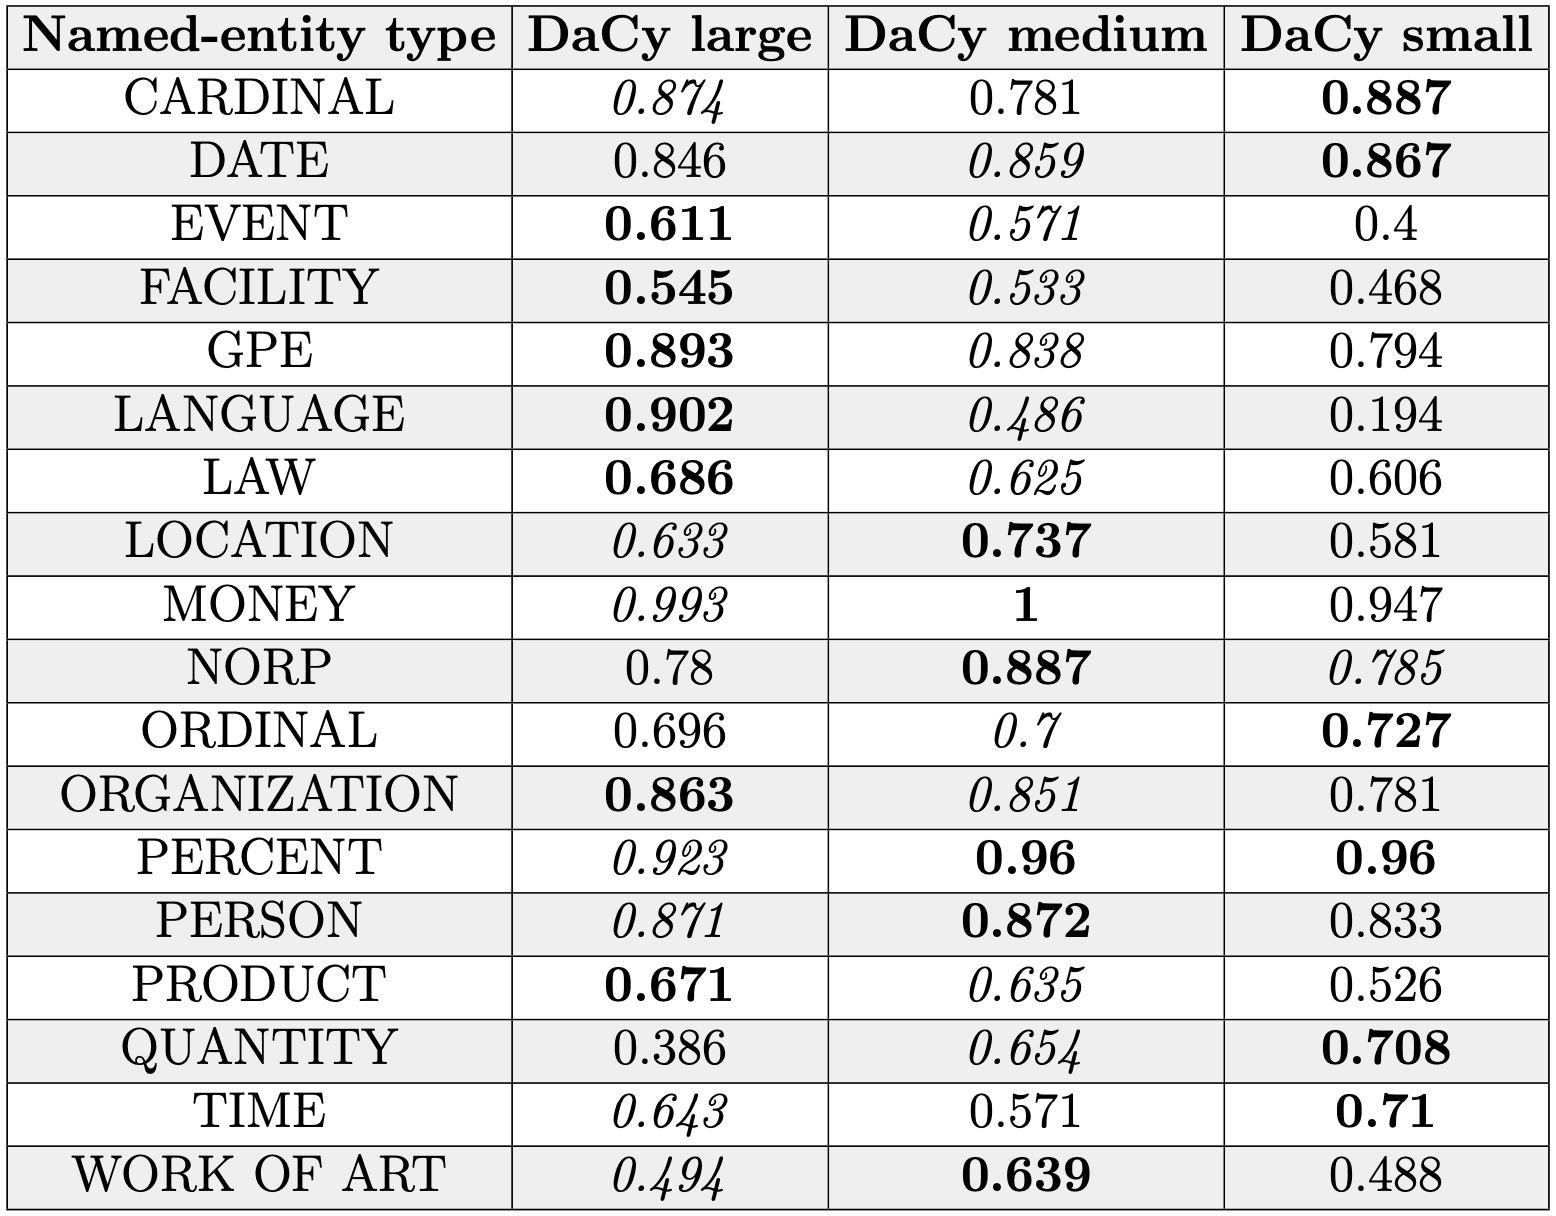 Named-entity type DaCy large DaCy medium DaCy small
CARDINAL 0.874 0.781 0.887
DATE 0.846 0.859 0.867
EVENT 0.611 0.571 0.4
FACILITY 0.545 0.533 0.468
GPE 0.893 0.838 0.794
LANGUAGE 0.902 0.486 0.194
LAW 0.686 0.625 0.606
LOCATION 0.633 0.737 0.581
MONEY 0.993 1 0.947
NORP 0.78 0.887 0.785
ORDINAL 0.696 0.7 0.727
ORGANIZATION 0.863 0.851 0.781
PERCENT 0.923 0.96 0.96
PERSON 0.871 0.872 0.833
PRODUCT 0.671 0.635 0.526
QUANTITY 0.386 0.654 0.708
TIME 0.643 0.571 0.71
WORK OF ART 0.494 0.639 0.488